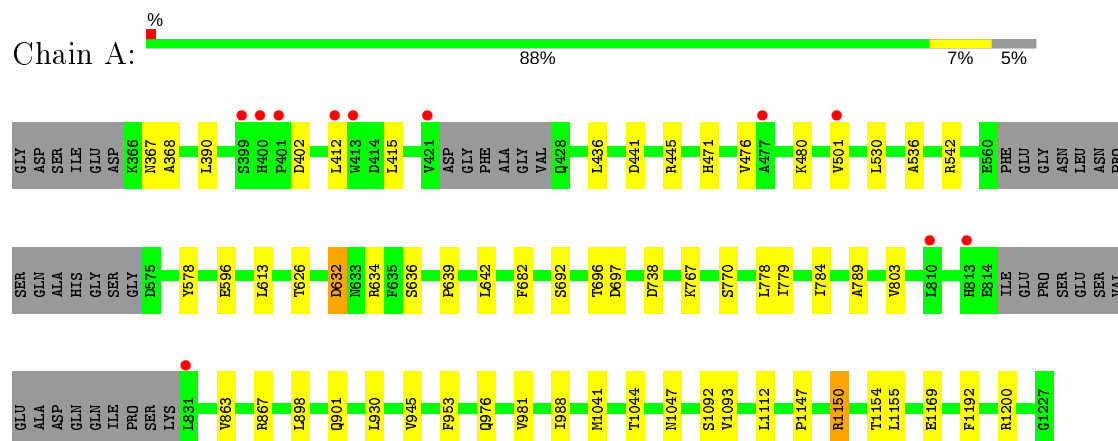 %
Chain A:
88% 7% 5%
GLY ASP SER ILE GLU ASP K366 N367 A368 L390 S399 H400 P401 D402 L412 W413 D414 L415 V421 ASP GLY PHE ALA GLY VAL Q428 L436 D441 R445 H471 V476 A477 K480 V501 L530 A536 R542 E560 PHE GLU GLY ASN LEU ASN PRO
SER GLN ALA HIS GLY SER GLY D575 Y578 E596 L613 T626 D632 N633 R634 F635 S636 P639 L642 F682 S692 T696 D697 D738 K767 S770 L778 I779 I784 A789 V803 L810 H813 E814 ILE GLU PRO SER GLU SER VAL
GLU ALA ASP GLN GLN ILE PRO SER LYS L831 V863 R867 L898 Q901 L930 V945 F953 Q976 V981 I988 M1041 T1044 N1047 S1092 V1093 L1112 P1147 R1150 T1154 L1155 E1169 F1192 R1200 G1227